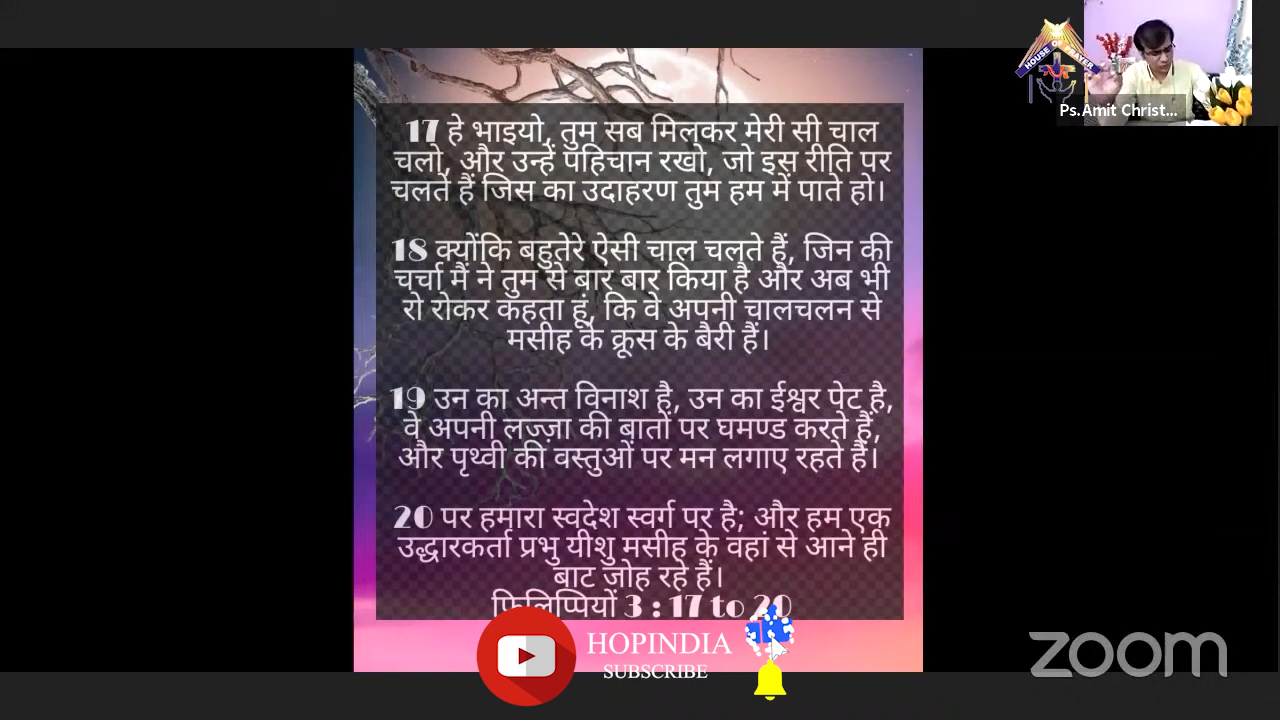 HOUSE OF PRAYER
Ps.Amit Christ...
17 हे भाइयो, तुम सब मिलकर मेरी सी चाल
चलो, और उन्हें पहिचान रखो, जो इस रीति पर
चलते हैं जिस का उदाहरण तुम हम में पाते हो।
18 क्योंकि बहुतेरे ऐसी चाल चलते हैं, जिन की
चर्चा मैं ने तुम से बार बार किया है और अब भी
रो रोकर कहता हूं, कि वे अपनी चालचलन से
मसीह के क्रूस के बैरी हैं।
19 उन का अन्त विनाश है, उन का ईश्वर पेट है,
वे अपनी लज्ज़ा की बातों पर घमण्ड करते हैं,
और पृथ्वी की वस्तुओं पर मन लगाए रहते हैं।
20 पर हमारा स्वदेश स्वर्ग पर है; और हम एक
उद्धारकर्ता प्रभु यीशु मसीह के वहां से आने ही
बाट जोह रहे हैं।
फिलिप्पियों 3 : 17 to 20
HOPINDIA
SUBSCRIBE
zoom